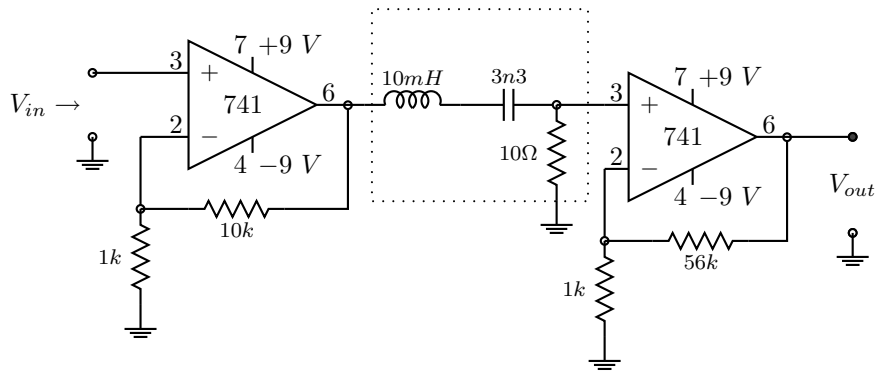 7 +9 V
3
+
741
6
V_in →
2
−
4 −9 V
10k
1k
10mH
3n3
10Ω
7 +9 V
3
+
741
6
2
−
4 −9 V
V_out
56k
1k